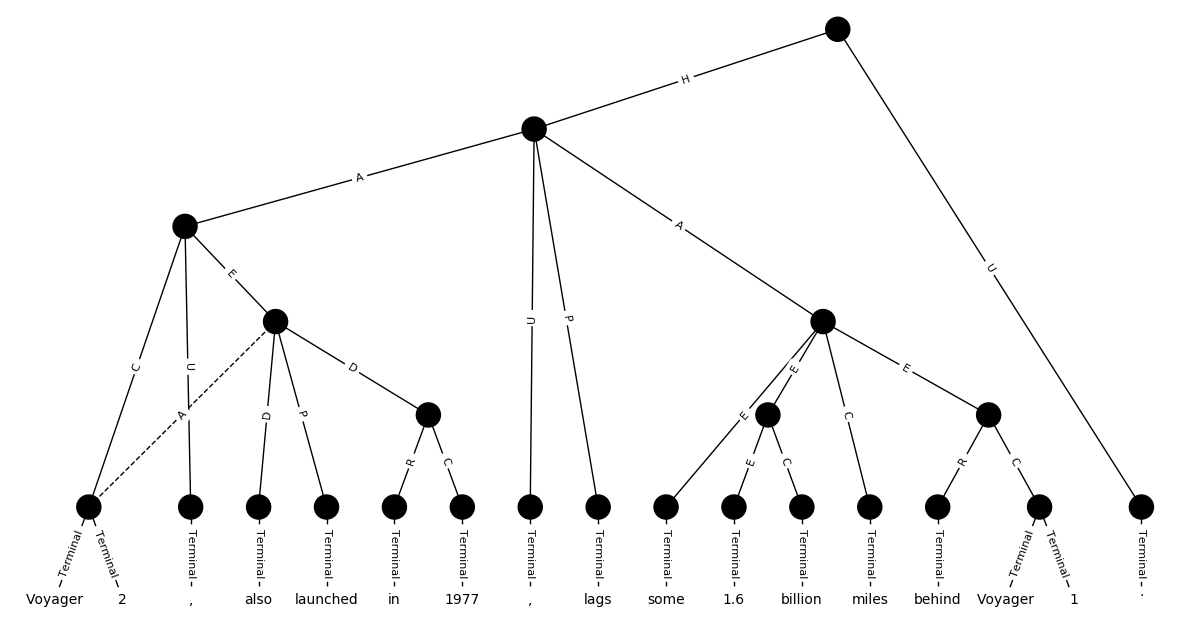 H
A
A
U
E
C
U
U
P
E
E
D
A
D
P
E
C
R
C
E
C
R
C
Terminal Terminal Terminal Terminal Terminal Terminal Terminal Terminal Terminal Terminal Terminal Terminal Terminal Terminal Terminal Terminal Terminal
Voyager 2 , also launched in 1977 , lags some 1.6 billion miles behind Voyager 1 .